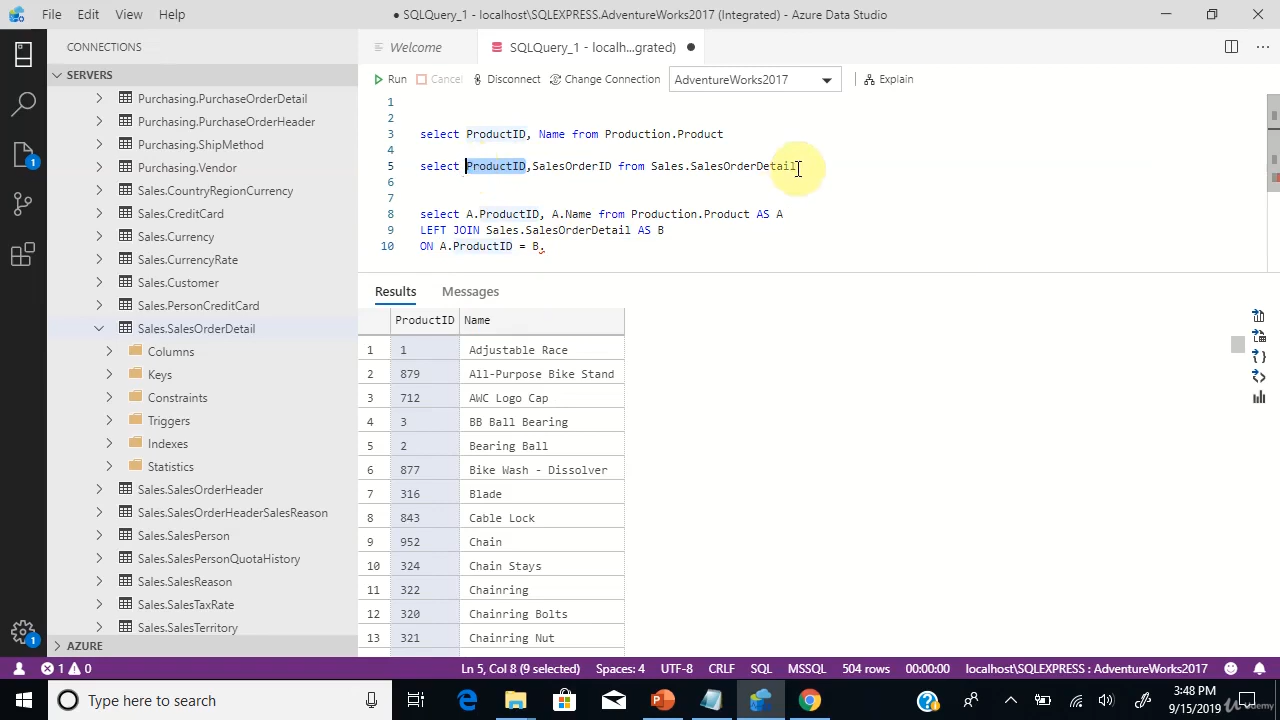 File Edit View Help ● SQLQuery_1 - localhost\SQLEXPRESS.AdventureWorks2017 (Integrated) - Azure Data Studio
CONNECTIONS
Welcome SQLQuery_1 - localh...grated) ●
SERVERS
Run Cancel Disconnect Change Connection AdventureWorks2017 Explain
Purchasing.PurchaseOrderDetail
Purchasing.PurchaseOrderHeader
Purchasing.ShipMethod
Purchasing.Vendor
Sales.CountryRegionCurrency
Sales.CreditCard
Sales.Currency
Sales.CurrencyRate
Sales.Customer
Sales.PersonCreditCard
Sales.SalesOrderDetail
Columns
Keys
Constraints
Triggers
Indexes
Statistics
Sales.SalesOrderHeader
Sales.SalesOrderHeaderSalesReason
Sales.SalesPerson
Sales.SalesPersonQuotaHistory
Sales.SalesReason
Sales.SalesTaxRate
Sales.SalesTerritory
AZURE
1
2
3 select ProductID, Name from Production.Product
4
5 select ProductID,SalesOrderID from Sales.SalesOrderDetail
6
7
8 select A.ProductID, A.Name from Production.Product AS A
9 LEFT JOIN Sales.SalesOrderDetail AS B
10 ON A.ProductID = B.
Results Messages
ProductID Name
1 1 Adjustable Race
2 879 All-Purpose Bike Stand
3 712 AWC Logo Cap
4 3 BB Ball Bearing
5 2 Bearing Ball
6 877 Bike Wash - Dissolver
7 316 Blade
8 843 Cable Lock
9 952 Chain
10 324 Chain Stays
11 322 Chainring
12 320 Chainring Bolts
13 321 Chainring Nut
1
1
1 0 Ln 5, Col 8 (9 selected) Spaces: 4 UTF-8 CRLF SQL MSSQL 504 rows 00:00:00 localhost\SQLEXPRESS : AdventureWorks2017
Type here to search
3:48 PM
9/15/2019
Udemy